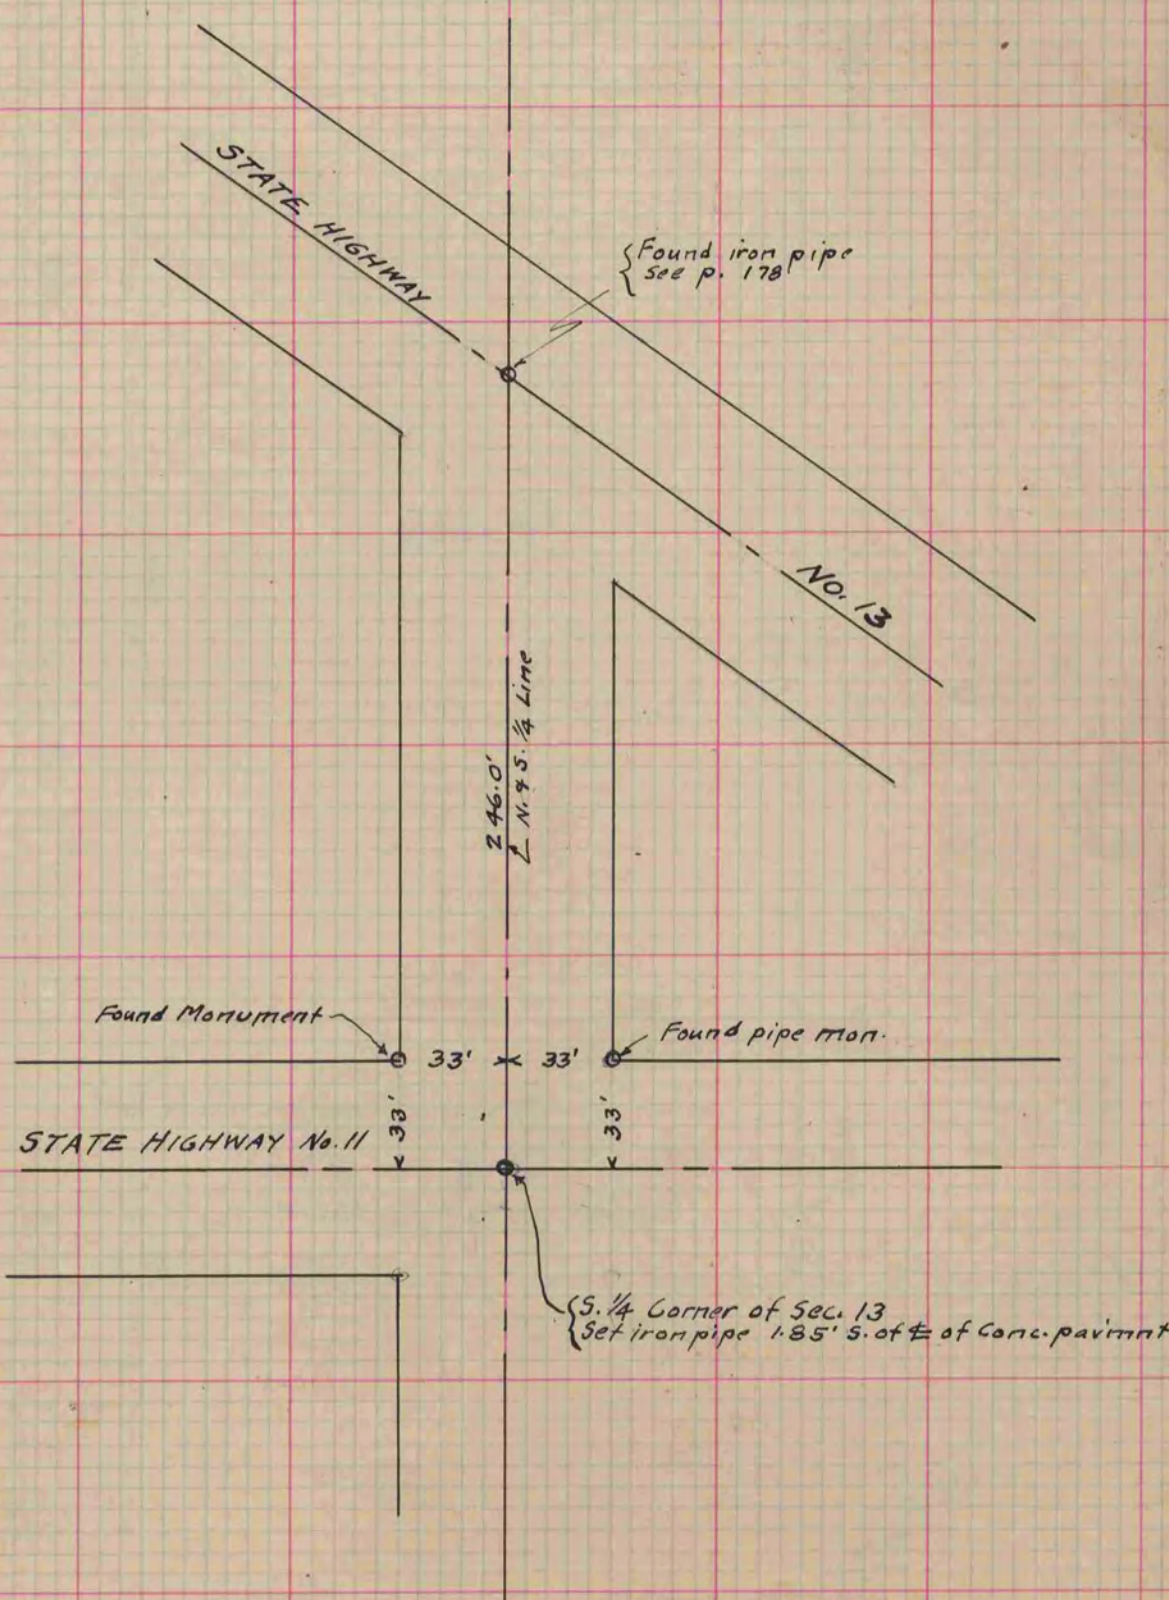 STATE HIGHWAY
{Found iron pipe
see p. 178
No. 13
246.0'
N. & S. 1/4 Line
Found Monument
Found pipe mon.
33' 33'
33'
33'
STATE HIGHWAY No. 11
{S. 1/4 Corner of Sec. 13
Set iron pipe 1.85' S. of ℄ of Conc. pavimnt